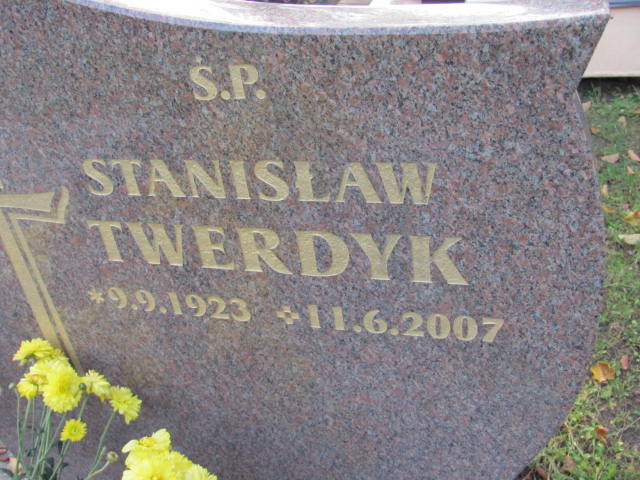 Ś.P.
STANISŁAW
TWERDYK
*9.9.1923 ✢11.6.2007